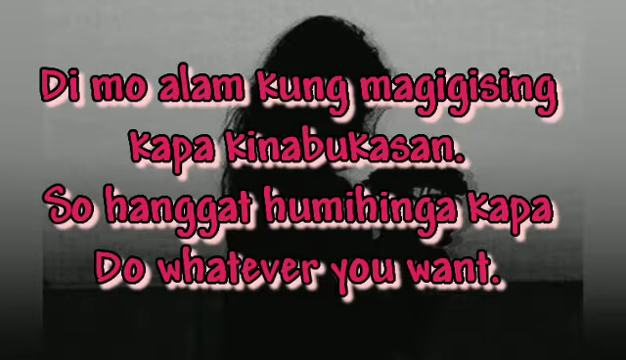 Di mo alam kung magigising
kapa kinabukasan.
So hanggat humihinga kapa
Do whatever you want.